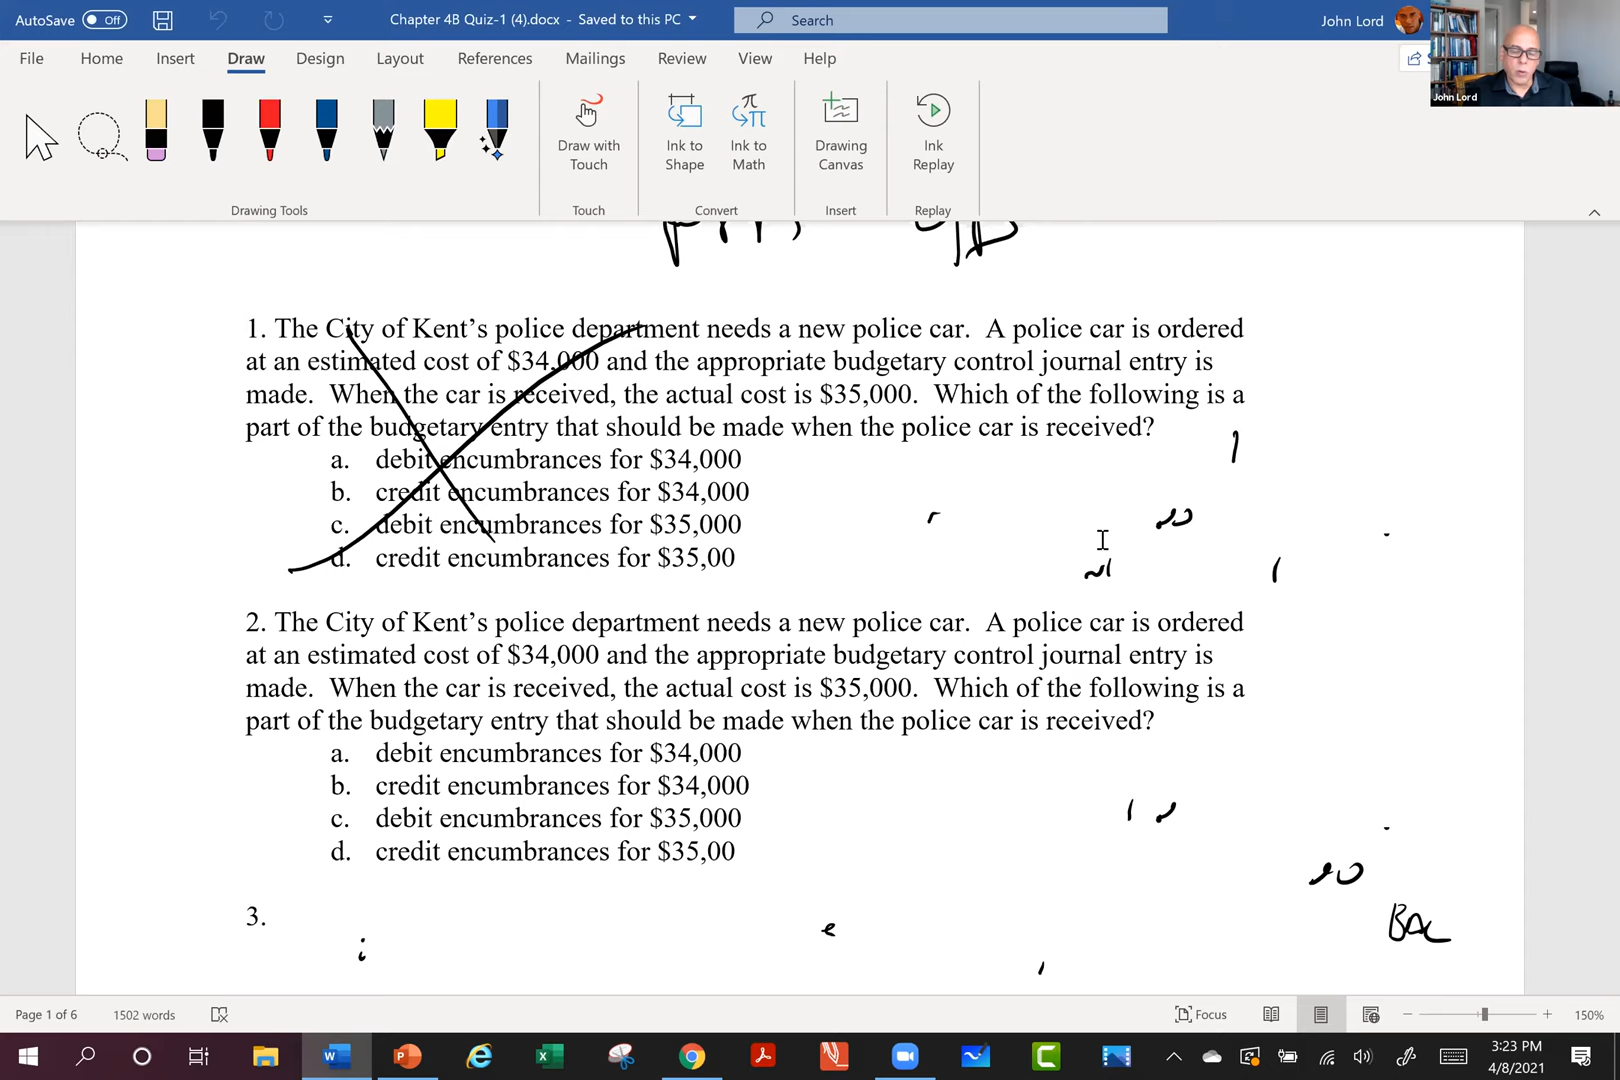 AutoSave Off Chapter 4B Quiz-1 (4).docx - Saved to this PC Search John Lord
File Home Insert Draw Design Layout References Mailings Review View Help
John Lord
Draw with Touch
Ink to Shape
Ink to Math
Drawing Canvas
Ink Replay
Drawing Tools Touch Convert Insert Replay
1. The City of Kent's police department needs a new police car. A police car is ordered
at an estimated cost of $34,000 and the appropriate budgetary control journal entry is
made. When the car is received, the actual cost is $35,000. Which of the following is a
part of the budgetary entry that should be made when the police car is received?
a. debit encumbrances for $34,000
b. credit encumbrances for $34,000
c. debit encumbrances for $35,000
d. credit encumbrances for $35,00
2. The City of Kent's police department needs a new police car. A police car is ordered
at an estimated cost of $34,000 and the appropriate budgetary control journal entry is
made. When the car is received, the actual cost is $35,000. Which of the following is a
part of the budgetary entry that should be made when the police car is received?
a. debit encumbrances for $34,000
b. credit encumbrances for $34,000
c. debit encumbrances for $35,000
d. credit encumbrances for $35,00
3.
Page 1 of 6 1502 words Focus 150%
3:23 PM
4/8/2021